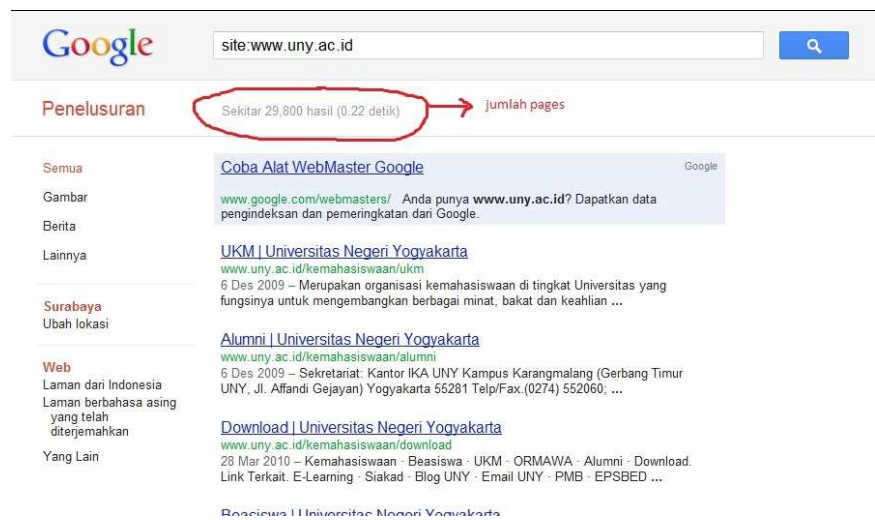 Google
site:www.uny.ac.id
Penelusuran
Sekitar 29,800 hasil (0.22 detik)
jumlah pages
Semua
Gambar
Berita
Lainnya
Surabaya
Ubah lokasi
Web
Laman dari Indonesia
Laman berbahasa asing
yang telah
diterjemahkan
Yang Lain
Coba Alat WebMaster Google
Google
www.google.com/webmasters/ Anda punya www.uny.ac.id? Dapatkan data
pengindeksan dan pemeringkatan dari Google.
UKM | Universitas Negeri Yogyakarta
www.uny.ac.id/kemahasiswaan/ukm
6 Des 2009 – Merupakan organisasi kemahasiswaan di tingkat Universitas yang
fungsinya untuk mengembangkan berbagai minat, bakat dan keahlian ...
Alumni | Universitas Negeri Yogyakarta
www.uny.ac.id/kemahasiswaan/alumni
6 Des 2009 – Sekretariat: Kantor IKA UNY Kampus Karangmalang (Gerbang Timur
UNY, Jl. Affandi Gejayan) Yogyakarta 55281 Telp/Fax.(0274) 552060; ...
Download | Universitas Negeri Yogyakarta
www.uny.ac.id/kemahasiswaan/download
28 Mar 2010 – Kemahasiswaan · Beasiswa · UKM · ORMAWA · Alumni · Download.
Link Terkait. E-Learning · Siakad · Blog UNY · Email UNY · PMB · EPSBED ...
Beasiswa | Universitas Negeri Yogyakarta